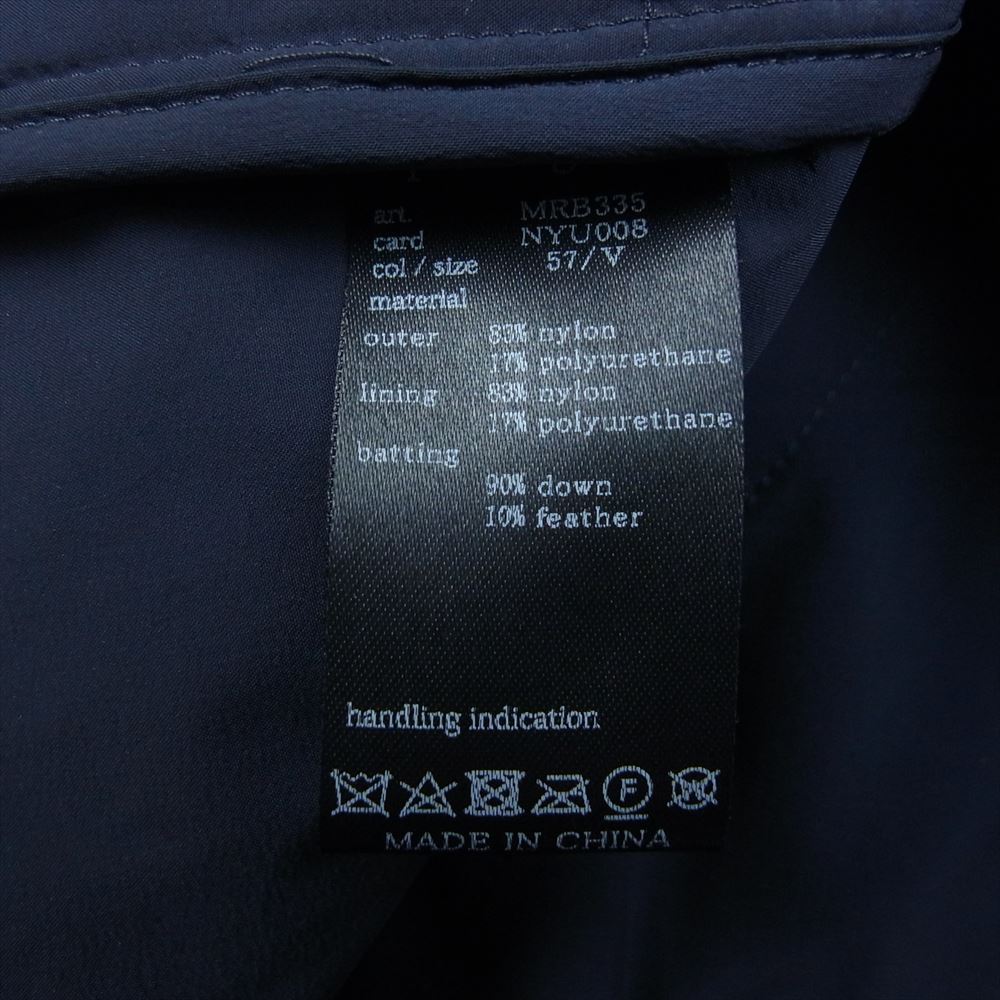 art. MRB335
card NYU008
col / size 57/V
material
outer 83% nylon
17% polyurethane
lining 83% nylon
17% polyurethane
batting
90% down
10% feather
handling indication
F W
MADE IN CHINA